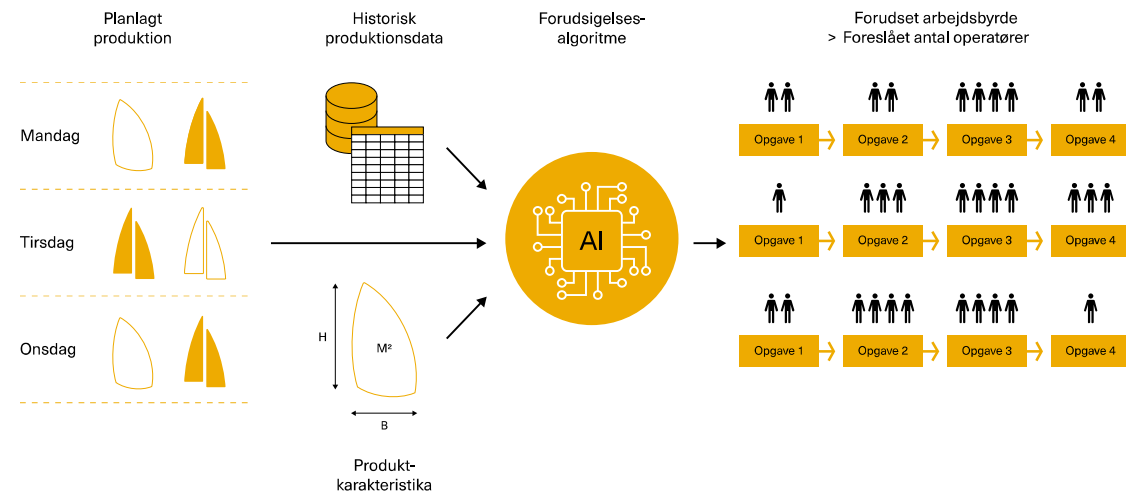 Planlagt
produktion
Historisk
produktionsdata
Forudsigelses-
algoritme
Forudset arbejdsbyrde
> Foreslået antal operatører
Mandag
Tirsdag
Onsdag
H
M²
B
Produkt-
karakteristika
AI
Opgave 1
Opgave 2
Opgave 3
Opgave 4
Opgave 1
Opgave 2
Opgave 3
Opgave 4
Opgave 1
Opgave 2
Opgave 3
Opgave 4